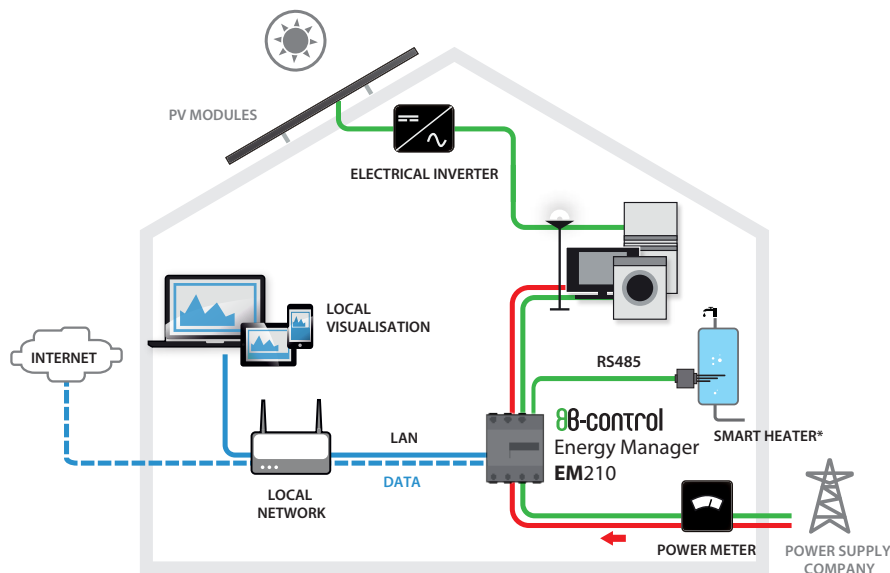 PV MODULES
ELECTRICAL INVERTER
LOCAL
VISUALISATION
INTERNET
RS485
B-control
Energy Manager
EM210
SMART HEATER*
LAN
DATA
LOCAL
NETWORK
POWER METER
POWER SUPPLY
COMPANY